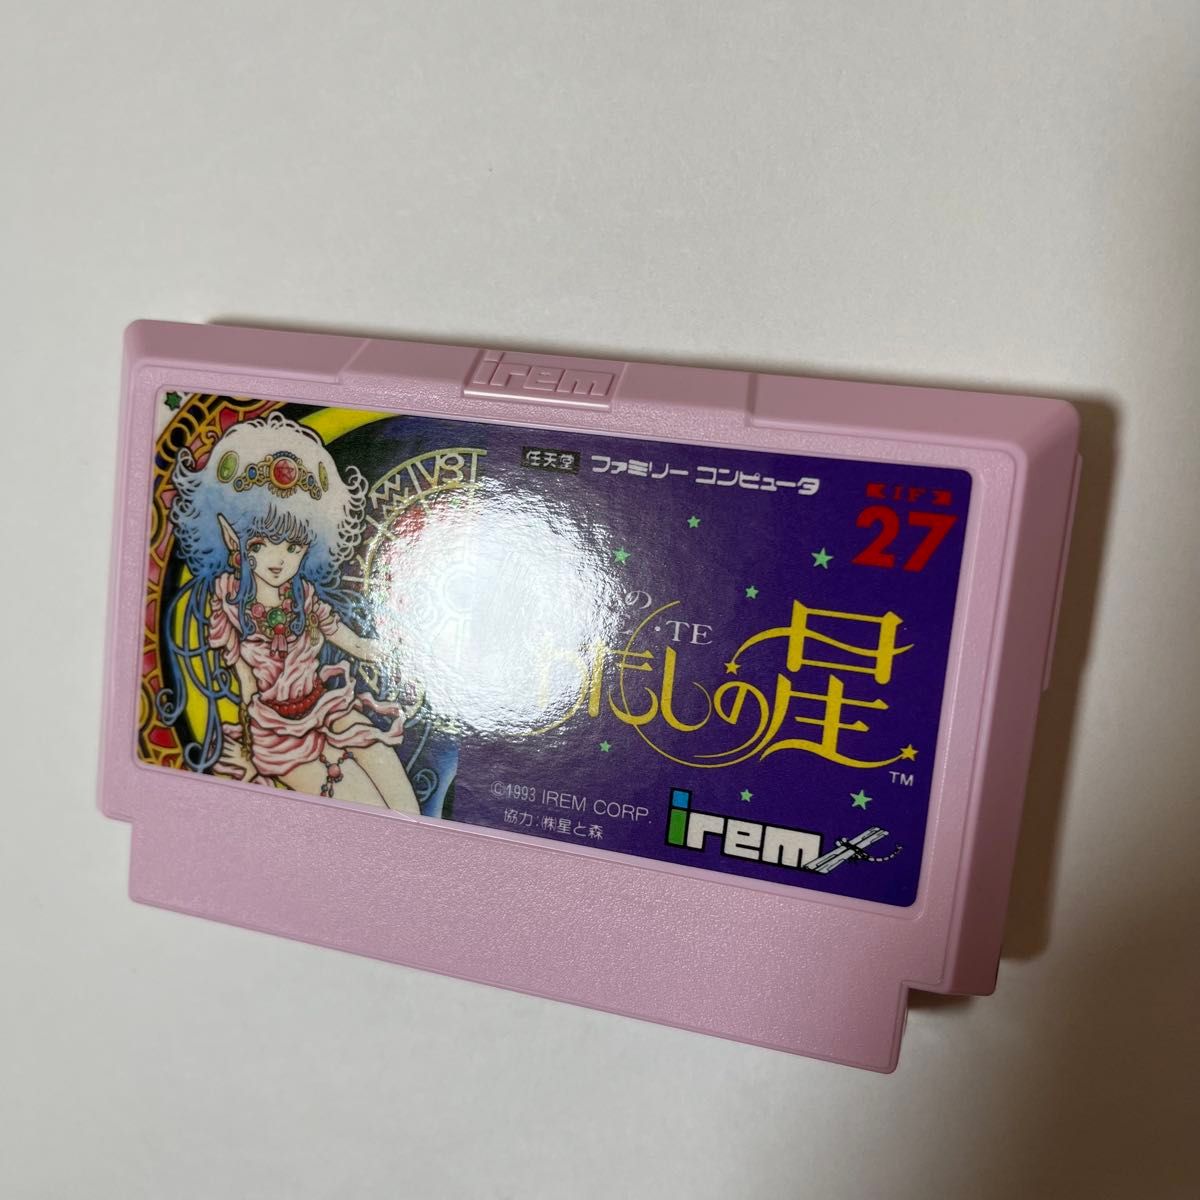 irem
任天堂 ファミリー コンピュータ
IF
27
の
・TE
わたしの星
TM
©1993 IREM CORP.
協力:㈱星と森
irem